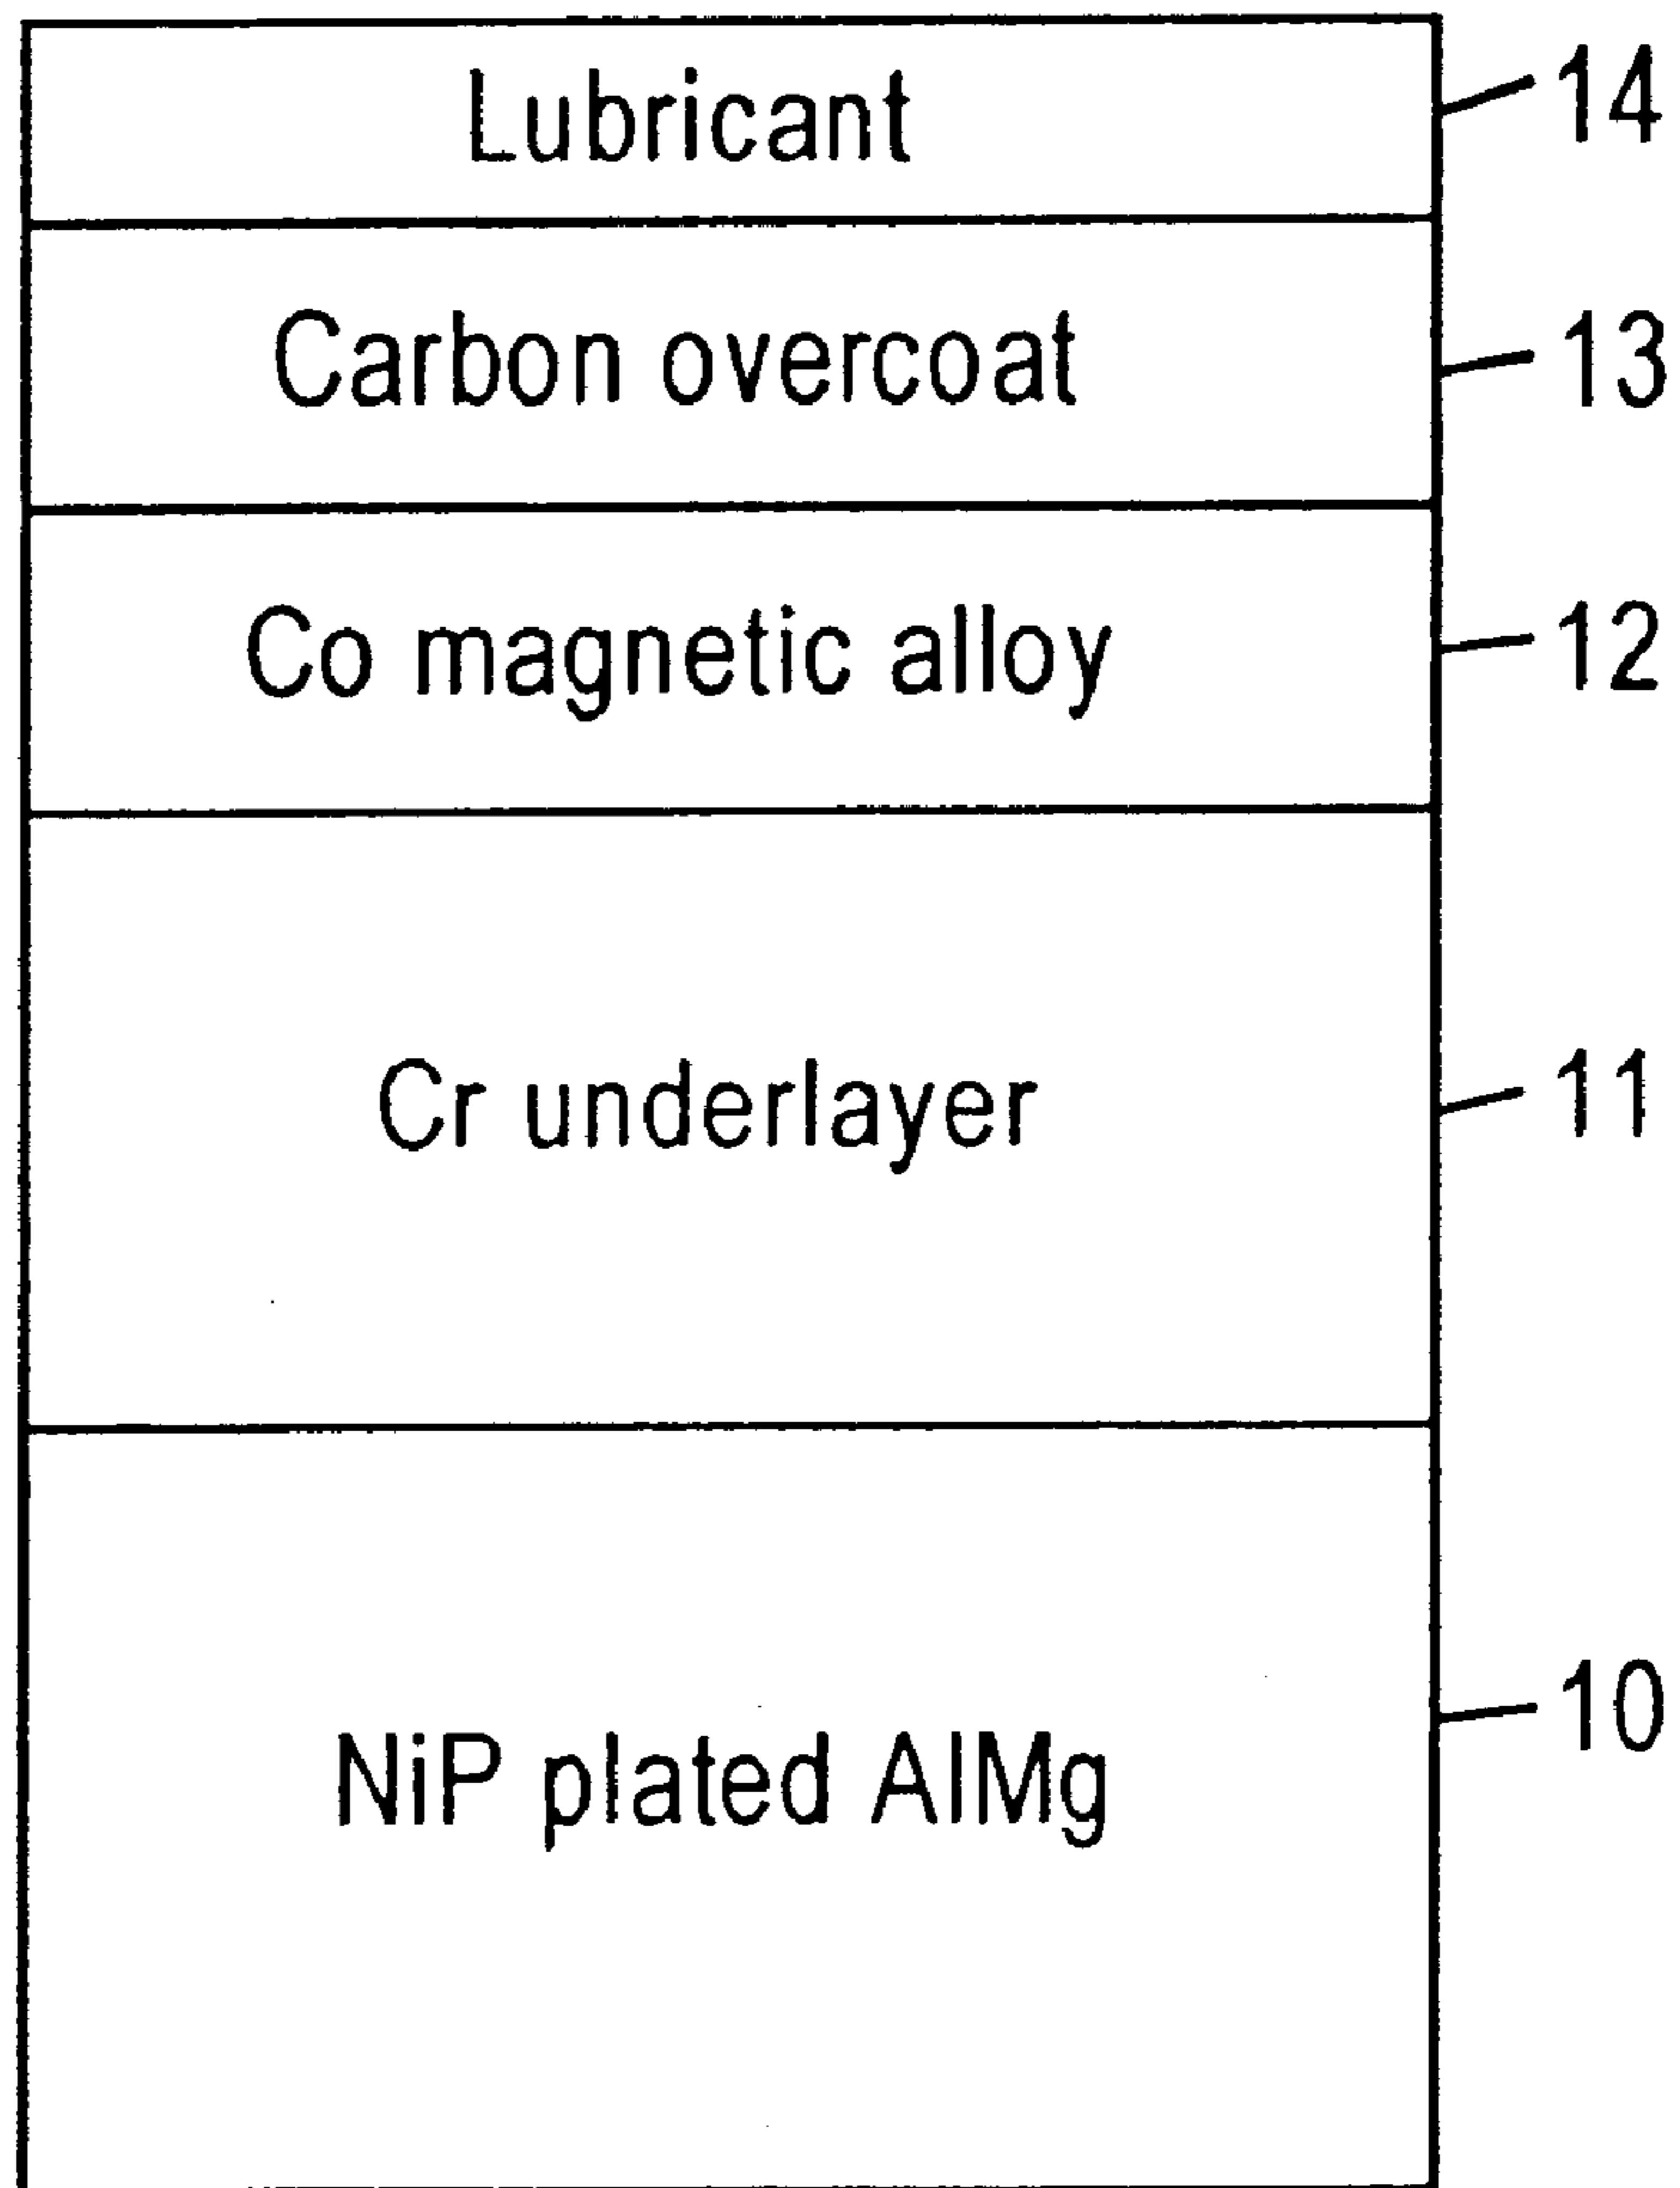 Lubricant 14
Carbon overcoat 13
Co magnetic alloy 12
Cr underlayer 11
NiP plated AlMg 10